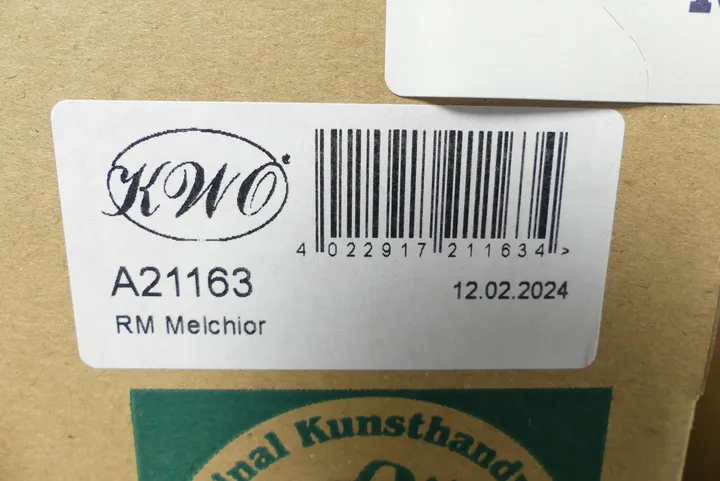 KWO
4 022917 211634 >
A21163
12.02.2024
RM Melchior